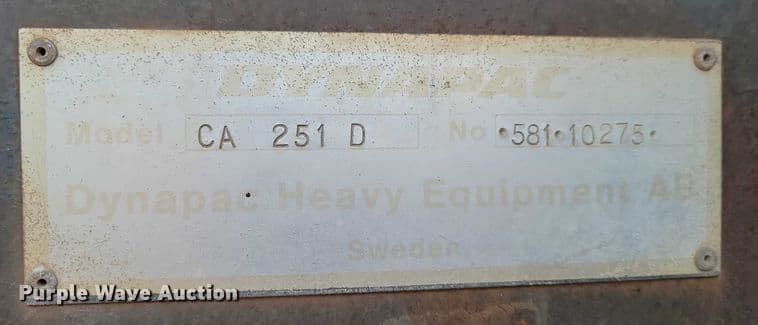 DYNAPAC
Model CA 251 D No •581•10275•
Dynapac Heavy Equipment AB
Sweden
Purple Wave Auction